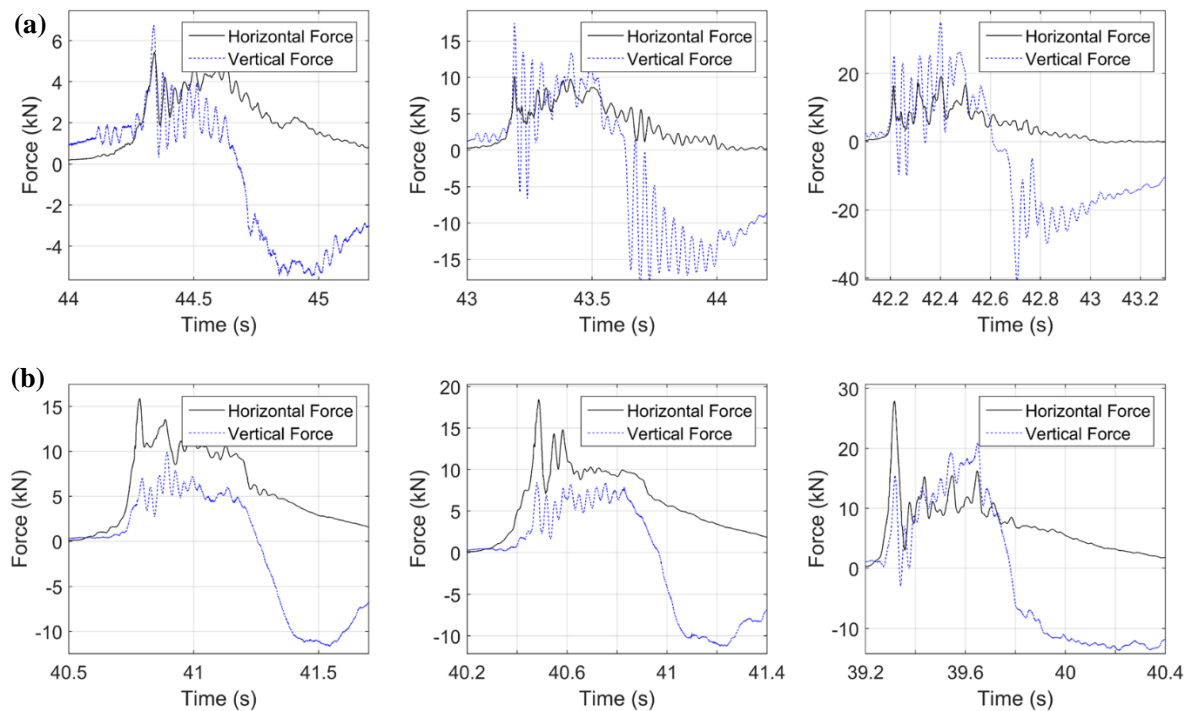 (a)
Force (kN)
6
4
2
0
-2
-4
44
44.5
45
Time (s)
Horizontal Force
Vertical Force
Force (kN)
15
10
5
0
-5
-10
-15
43
43.5
44
Time (s)
Horizontal Force
Vertical Force
Force (kN)
20
0
-20
-40
42.2
42.4
42.6
42.8
43
43.2
Time (s)
Horizontal Force
Vertical Force
(b)
Force (kN)
15
10
5
0
-5
-10
40.5
41
41.5
Time (s)
Horizontal Force
Vertical Force
Force (kN)
20
15
10
5
0
-5
-10
40.2
40.6
41
41.4
Time (s)
Horizontal Force
Vertical Force
Force (kN)
30
20
10
0
-10
39.2
39.6
40
40.4
Time (s)
Horizontal Force
Vertical Force